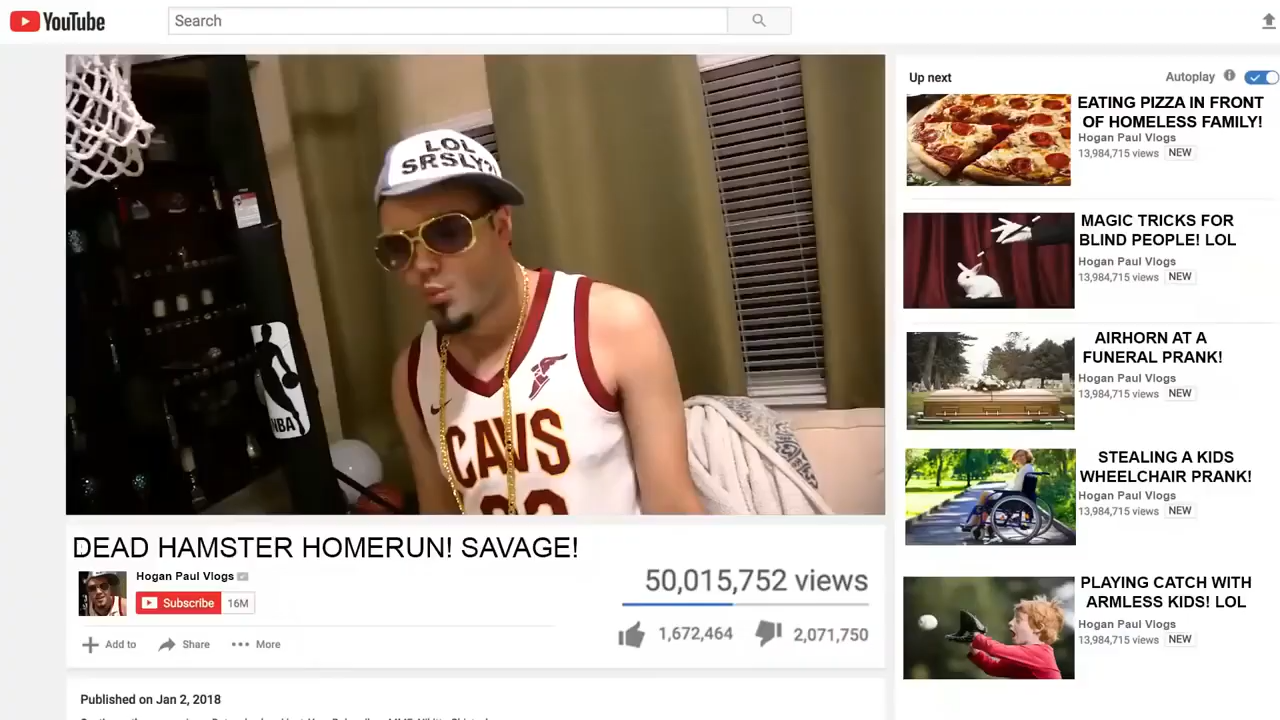 YouTube
Search
LOL
SRSLY?
NBA
CAVS
DEAD HAMSTER HOMERUN! SAVAGE!
Hogan Paul Vlogs
Subscribe 16M
50,015,752 views
1,672,464 2,071,750
Add to Share More
Published on Jan 2, 2018
Up next Autoplay
EATING PIZZA IN FRONT
OF HOMELESS FAMILY!
Hogan Paul Vlogs
13,984,715 views NEW
MAGIC TRICKS FOR
BLIND PEOPLE! LOL
Hogan Paul Vlogs
13,984,715 views NEW
AIRHORN AT A
FUNERAL PRANK!
Hogan Paul Vlogs
13,984,715 views NEW
STEALING A KIDS
WHEELCHAIR PRANK!
Hogan Paul Vlogs
13,984,715 views NEW
PLAYING CATCH WITH
ARMLESS KIDS! LOL
Hogan Paul Vlogs
13,984,715 views NEW